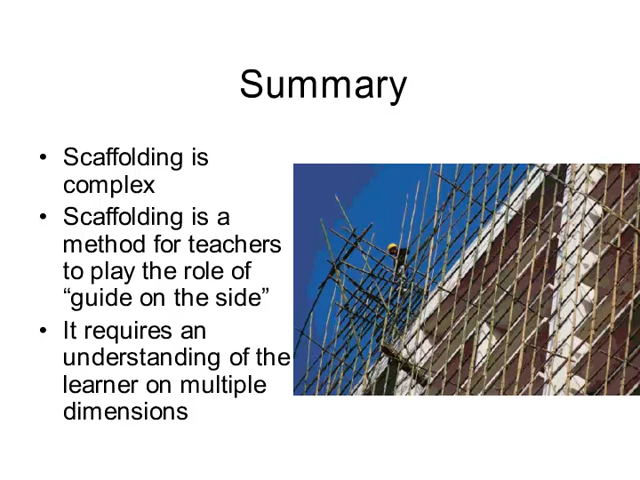 Summary
• Scaffolding is
complex
• Scaffolding is a
method for teachers
to play the role of
“guide on the side”
• It requires an
understanding of the
learner on multiple
dimensions